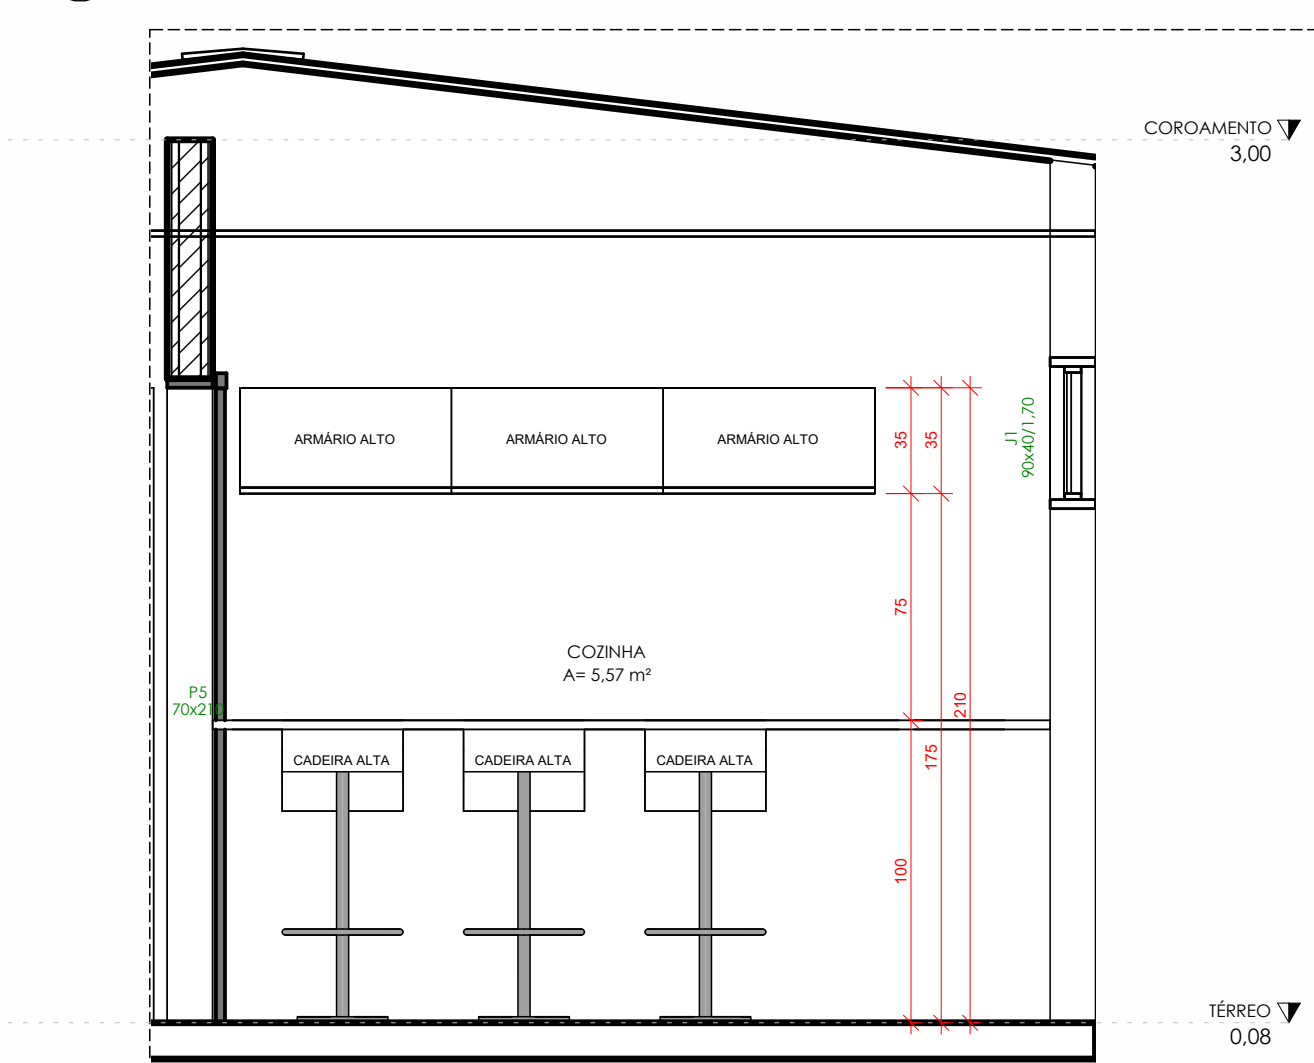 COROAMENTO
3,00
ARMÁRIO ALTO
ARMÁRIO ALTO
ARMÁRIO ALTO
35
35
J1
90x40/1,70
75
COZINHA
A= 5,57 m²
P5
70x210
210
175
CADEIRA ALTA
CADEIRA ALTA
CADEIRA ALTA
100
TÉRREO
0,08